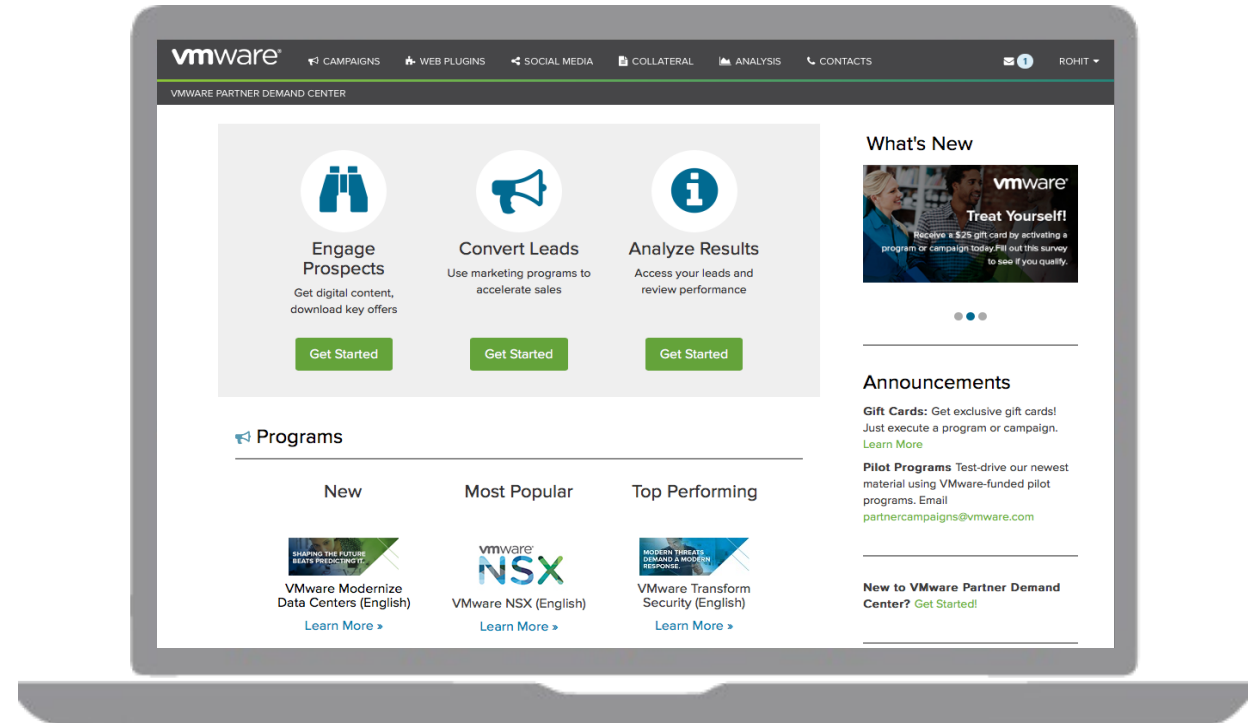 vmware®
CAMPAIGNS
WEB PLUGINS
SOCIAL MEDIA
COLLATERAL
ANALYSIS
CONTACTS
1
ROHIT
VMWARE PARTNER DEMAND CENTER
Engage
Prospects
Get digital content,
download key offers
Get Started
Convert Leads
Use marketing programs to
accelerate sales
Get Started
Analyze Results
Access your leads and
review performance
Get Started
Programs
New
SHAPING THE FUTURE
BEATS PREDICTING IT.
VMware Modernize
Data Centers (English)
Learn More »
Most Popular
vmware®
NSX
VMware NSX (English)
Learn More »
Top Performing
MODERN THREATS
DEMAND A MODERN
RESPONSE.
VMware Transform
Security (English)
Learn More »
What's New
vmware®
Treat Yourself!
Receive a $25 gift card by activating a
program or campaign today.Fill out this survey
to see if you qualify.
Announcements
Gift Cards: Get exclusive gift cards!
Just execute a program or campaign.
Learn More
Pilot Programs Test-drive our newest
material using VMware-funded pilot
programs. Email
partnercampaigns@vmware.com
New to VMware Partner Demand
Center? Get Started!